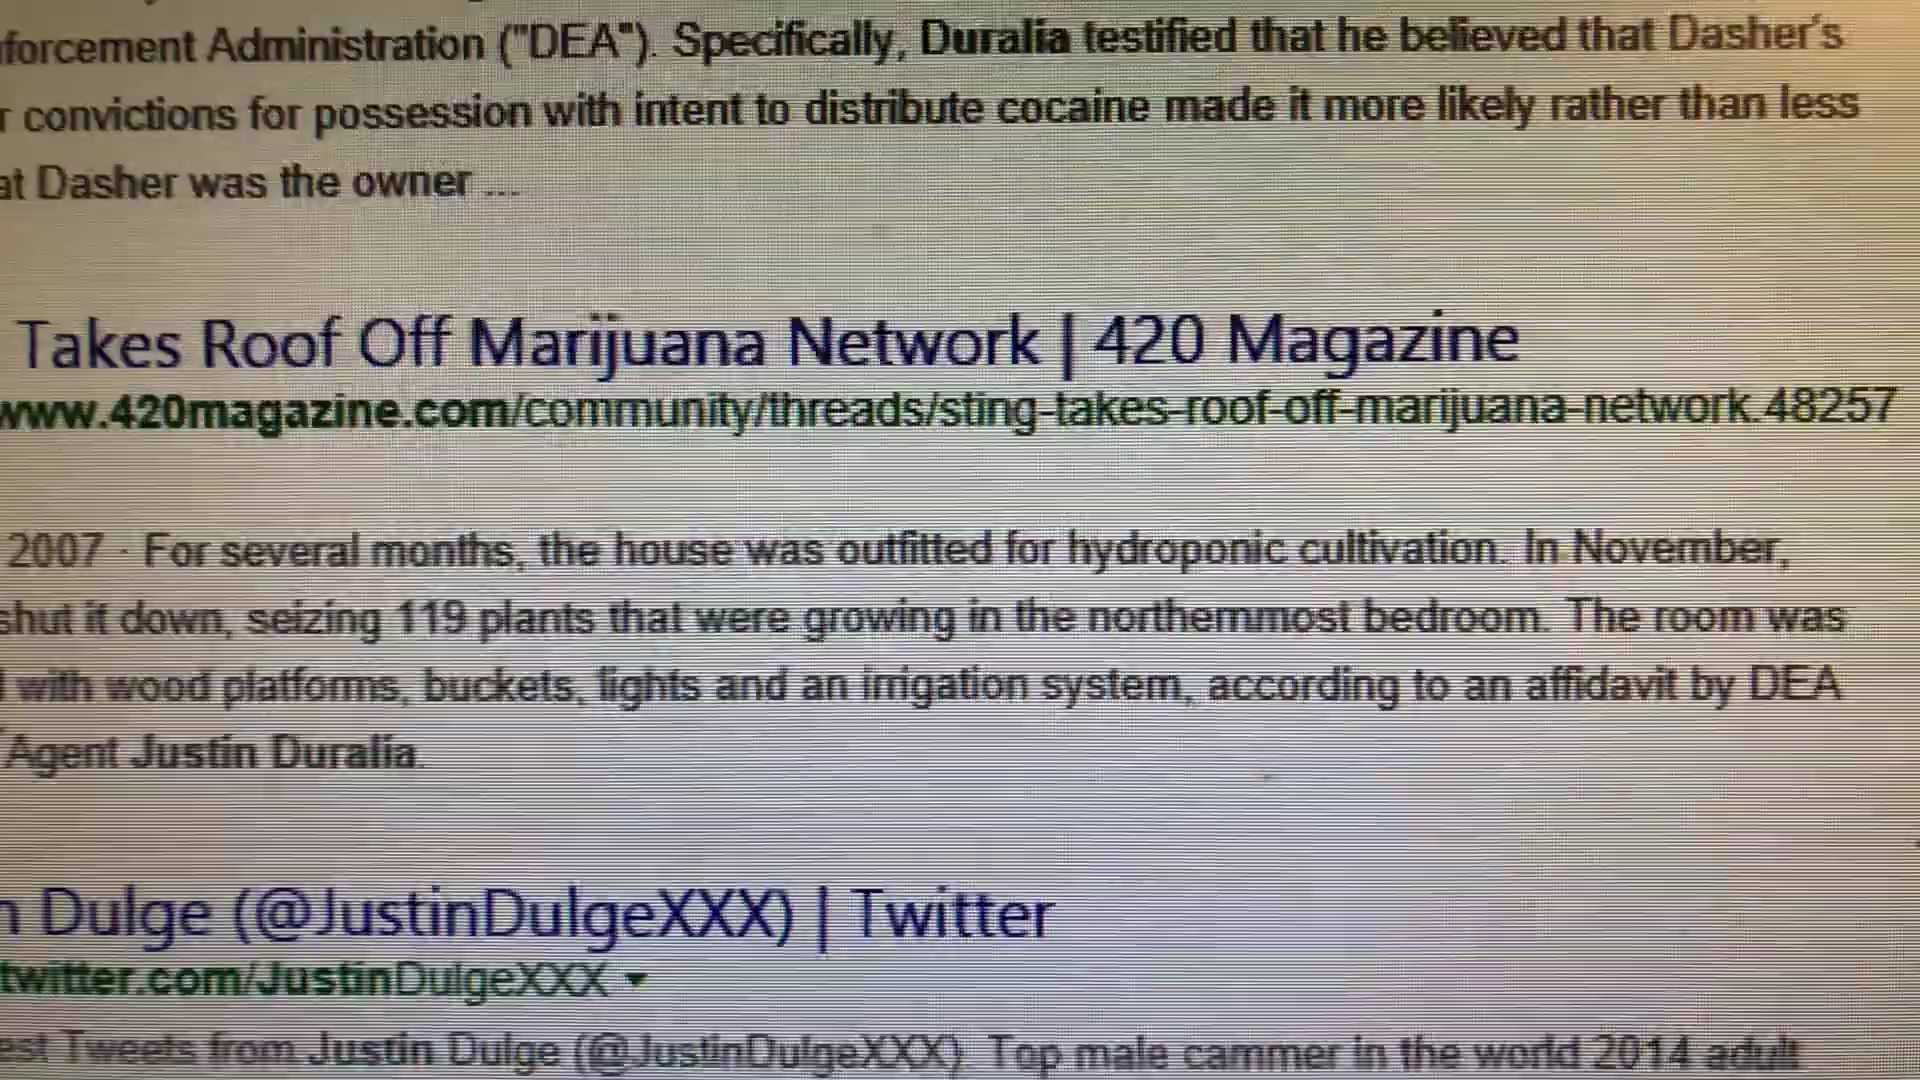 forcement Administration ("DEA"). Specifically, Duralia testified that he believed that Dasher's
r convictions for possession with intent to distribute cocaine made it more likely rather than less
at Dasher was the owner ...
Takes Roof Off Marijuana Network | 420 Magazine
www.420magazine.com/community/threads/sting-takes-roof-off-marijuana-network.48257
2007 · For several months, the house was outfitted for hydroponic cultivation. In November,
shut it down, seizing 119 plants that were growing in the northernmost bedroom. The room was
with wood platforms, buckets, lights and an irrigation system, according to an affidavit by DEA
Agent Justin Duralia.
n Dulge (@JustinDulgeXXX) | Twitter
twitter.com/JustinDulgeXXX
est Tweets from Justin Dulge (@JustinDulgeXXX). Top male cammer in the world 2014 adult